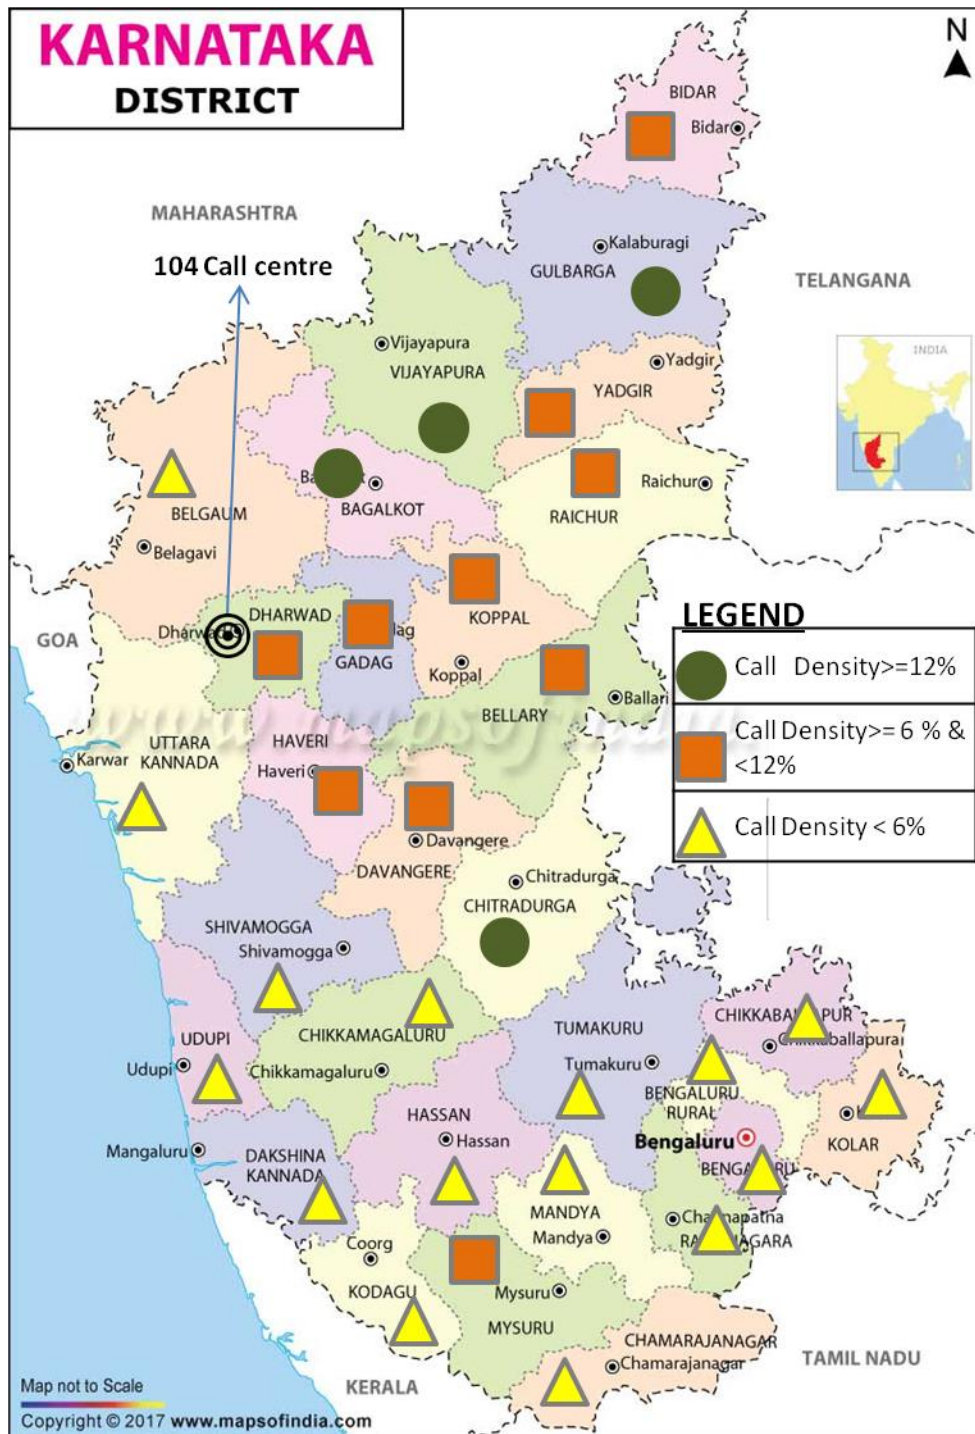 KARNATAKA
DISTRICT
N
BIDAR
Bidar
MAHARASHTRA
104 Call centre
Kalaburagi
GULBARGA
TELANGANA
Vijayapura
VIJAYAPURA
Yadgir
YADGIR
INDIA
BELGAUM
Belagavi
BAGALKOT
Raichur
RAICHUR
GOA
DHARWAD
Dharwad
GADAG
KOPPAL
Koppal
BELLARY
Ballari
LEGEND
Call Density>=12%
Call Density>= 6 % &
<12%
Call Density < 6%
www.mapsofindia.
UTTARA
KANNADA
Karwar
HAVERI
Haveri
Davangere
DAVANGERE
Chitradurga
CHITRADURGA
SHIVAMOGGA
Shivamogga
UDUPI
Udupi
CHIKKAMAGALURU
Chikkamagaluru
TUMAKURU
Tumakuru
Chikkaballapura
BENGALURU
RURAL
Bengaluru
KOLAR
HASSAN
Hassan
Mangaluru
DAKSHINA
KANNADA
MANDYA
Mandya
Coorg
KODAGU
Mysuru
MYSURU
CHAMARAJANAGAR
Chamarajanagar
TAMIL NADU
KERALA
Map not to Scale
Copyright © 2017 www.mapsofindia.com